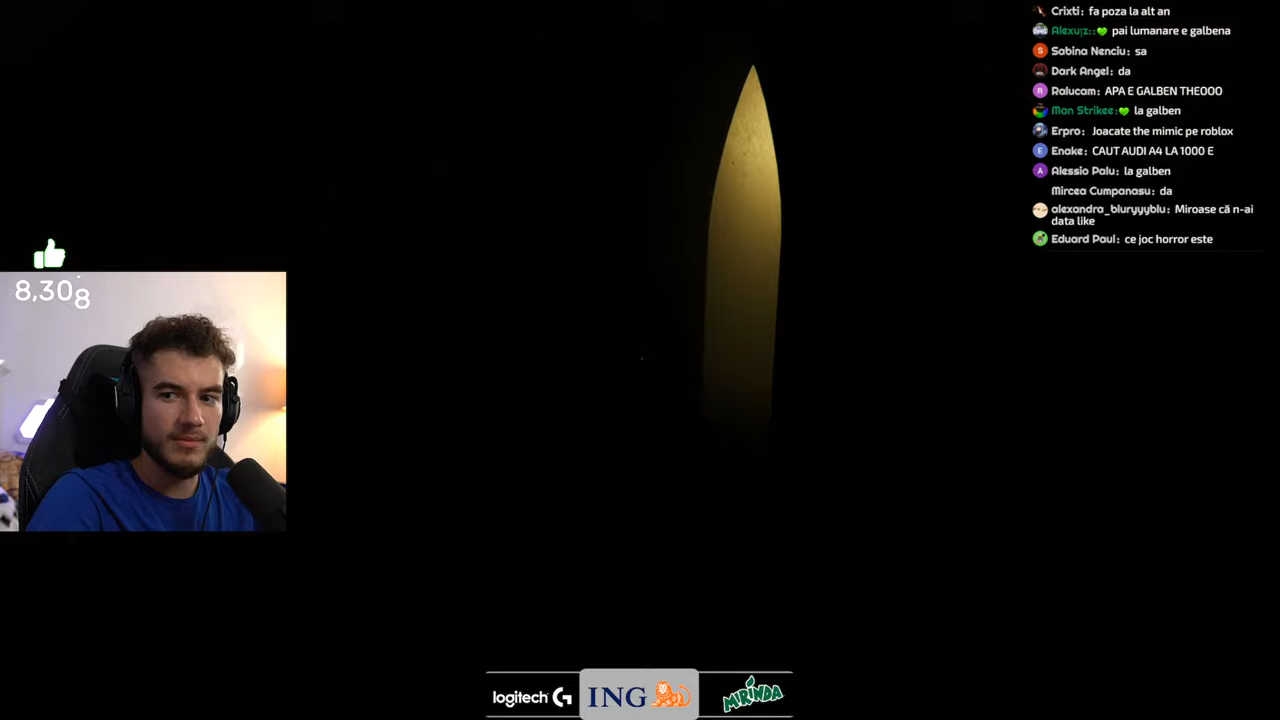 Crixti: fa poza la alt an
Alexuțz: pai lumanare e galbena
S Sabina Nenciu: sa
Dark Angel: da
R Ralucam: APA E GALBEN THEOOO
Man Strikee: la galben
Erpro: Joacate the mimic pe roblox
E Enake: CAUT AUDI A4 LA 1000 E
A Alessio Palu: la galben
Mircea Cumpanasu: da
alexandra_bluryyyblu: Miroase că n-ai
data like
Eduard Paul: ce joc horror este
8,308
logitech G
ING
MIRINDA